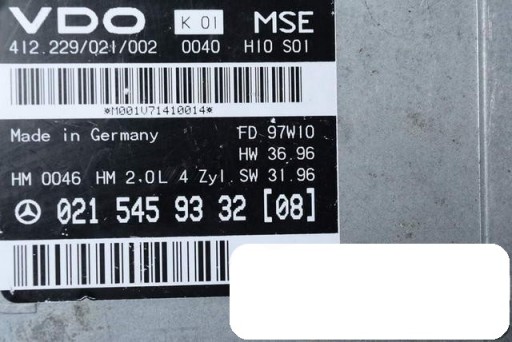 VDO K 01 MSE
412.229/021/002 0040 H10 S01
*M001V71410014*
Made in Germany FD 97W10
HW 36.96
HM 0046 HM 2.0L 4 Zyl. SW 31.96
021 545 93 32 [08]